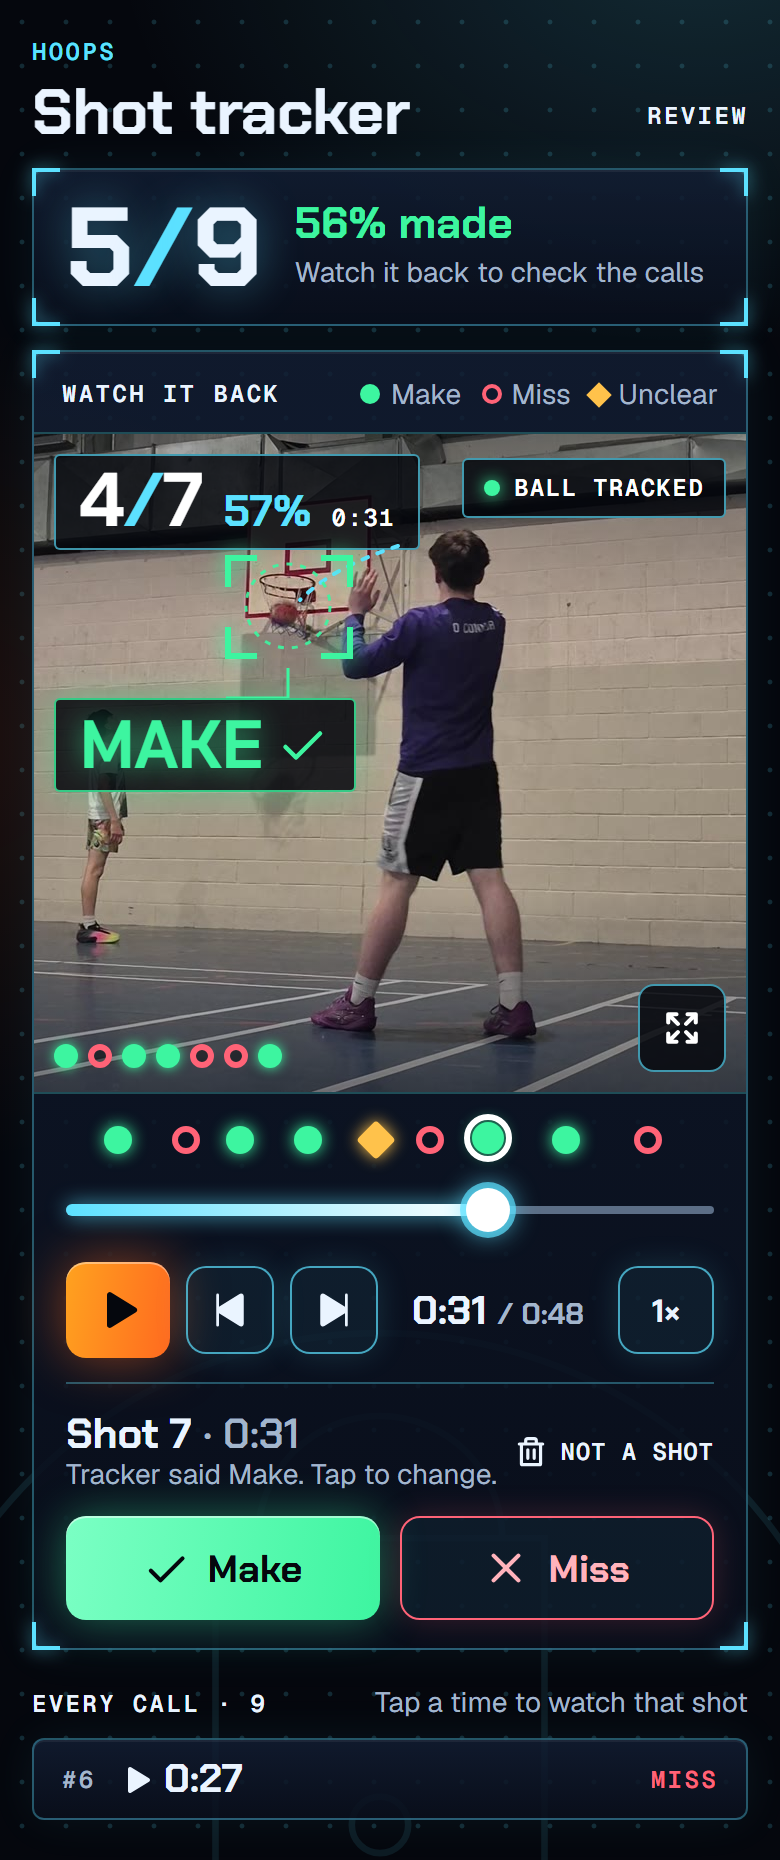 HOOPS
Shot tracker
REVIEW
5/9
56% made
Watch it back to check the calls
WATCH IT BACK
Make
Miss
Unclear
4/7 57% 0:31
BALL TRACKED
MAKE
0:31 / 0:48
1×
Shot 7 · 0:31
Tracker said Make. Tap to change.
NOT A SHOT
Make
Miss
EVERY CALL · 9
Tap a time to watch that shot
#6 0:27 MISS